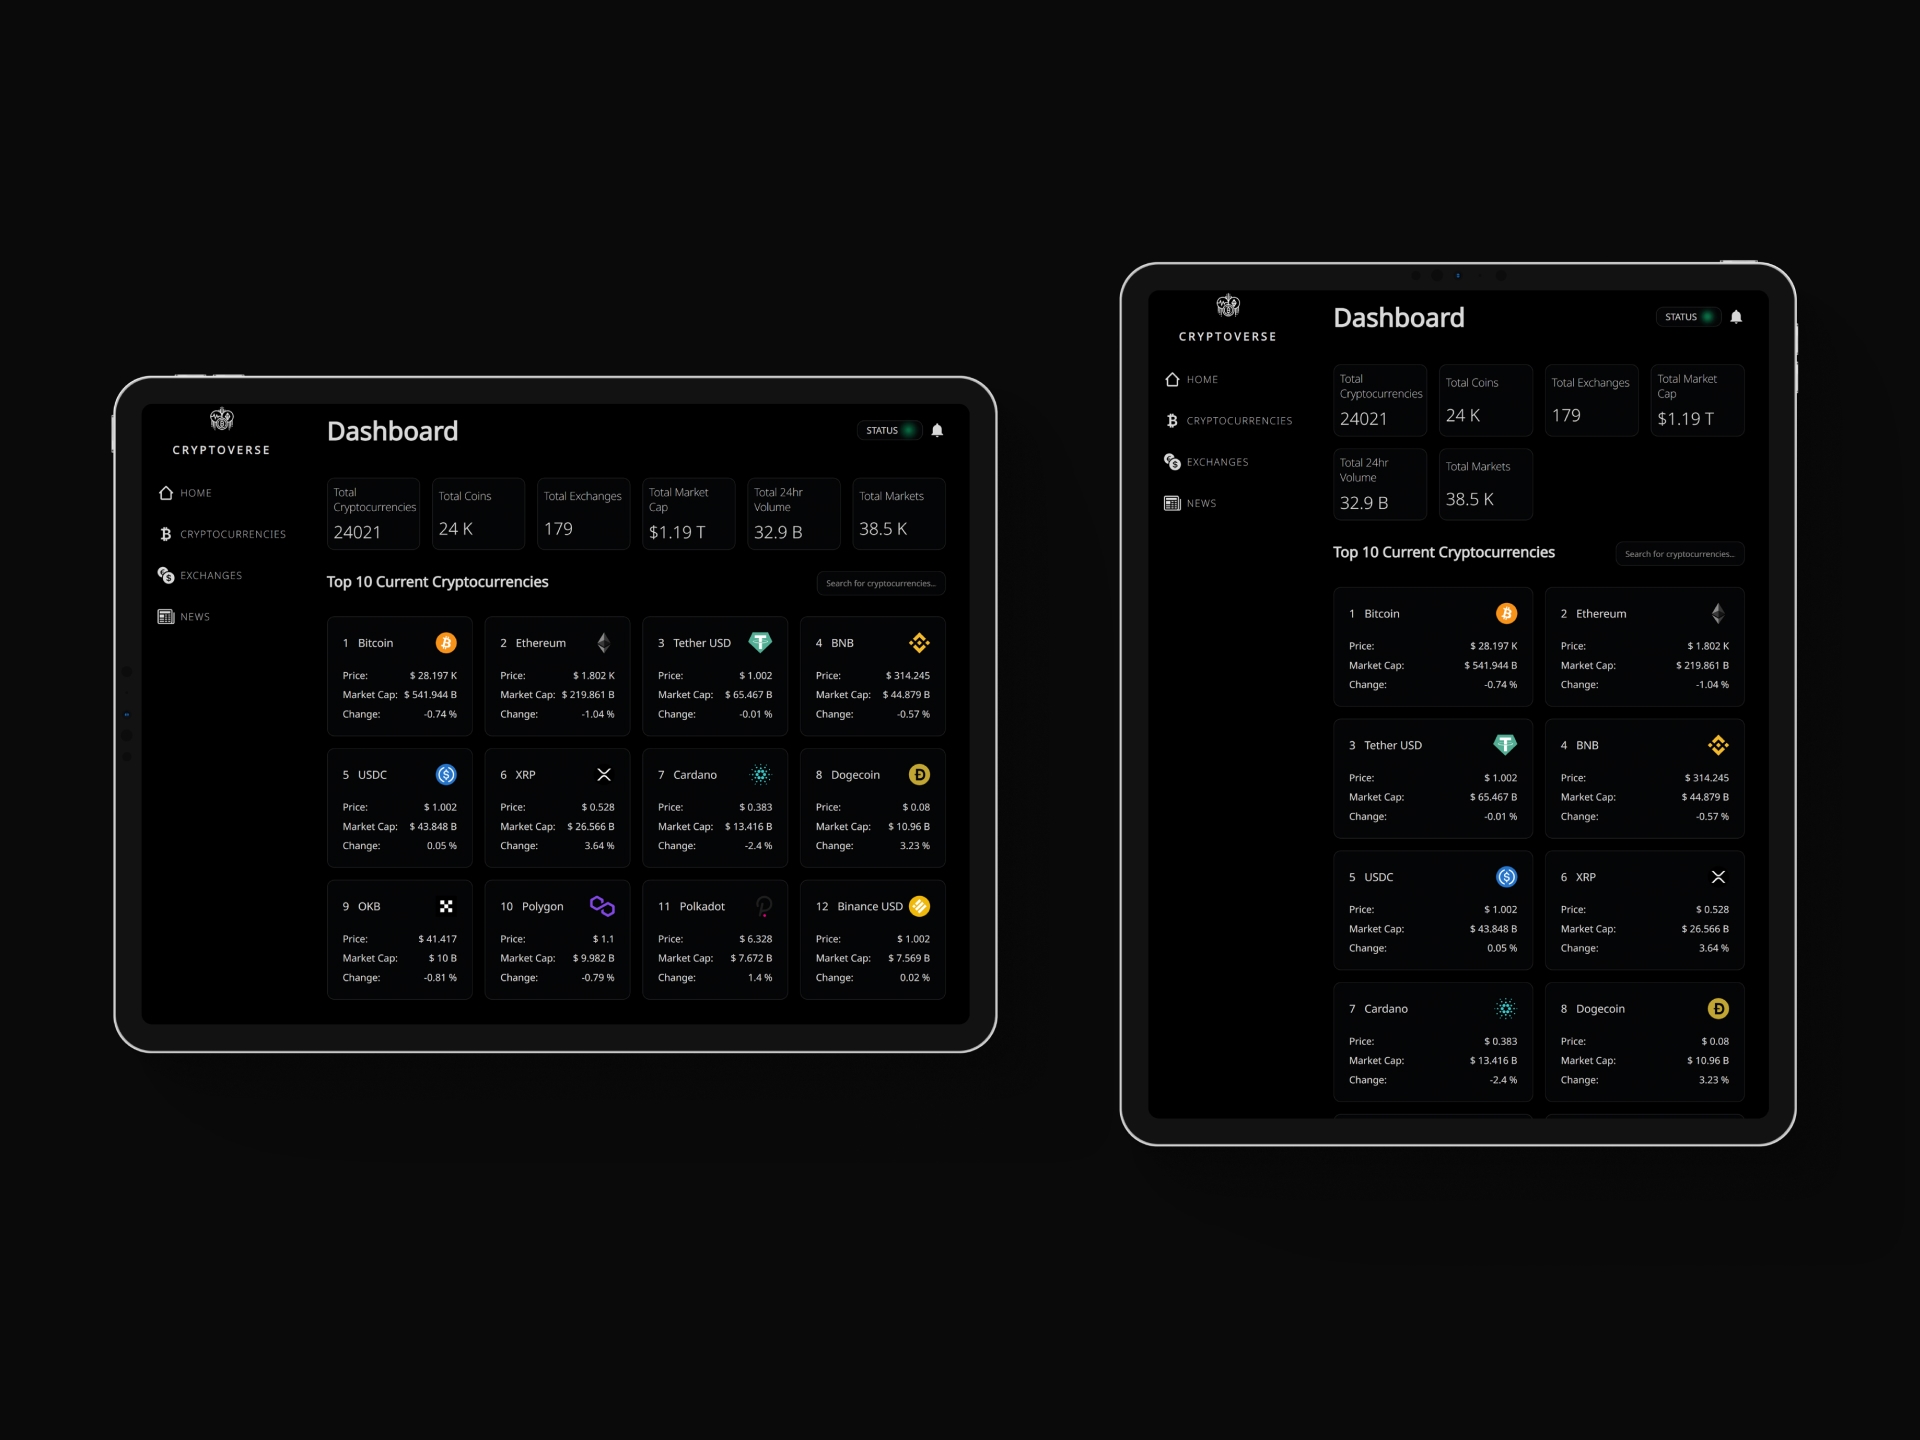 CRYPTOVERSE
HOME
CRYPTOCURRENCIES
EXCHANGES
NEWS
Dashboard
STATUS
Total Cryptocurrencies
24021
Total Coins
24 K
Total Exchanges
179
Total Market Cap
$1.19 T
Total 24hr Volume
32.9 B
Total Markets
38.5 K
Top 10 Current Cryptocurrencies
Search for cryptocurrencies...
1 Bitcoin
Price: $ 28.197 K
Market Cap: $ 541.944 B
Change: -0.74 %
2 Ethereum
Price: $ 1.802 K
Market Cap: $ 219.861 B
Change: -1.04 %
3 Tether USD
Price: $ 1.002
Market Cap: $ 65.467 B
Change: -0.01 %
4 BNB
Price: $ 314.245
Market Cap: $ 44.879 B
Change: -0.57 %
5 USDC
Price: $ 1.002
Market Cap: $ 43.848 B
Change: 0.05 %
6 XRP
Price: $ 0.528
Market Cap: $ 26.566 B
Change: 3.64 %
7 Cardano
Price: $ 0.383
Market Cap: $ 13.416 B
Change: -2.4 %
8 Dogecoin
Price: $ 0.08
Market Cap: $ 10.96 B
Change: 3.23 %
9 OKB
Price: $ 41.417
Market Cap: $ 10 B
Change: -0.81 %
10 Polygon
Price: $ 1.1
Market Cap: $ 9.982 B
Change: -0.79 %
11 Polkadot
Price: $ 6.328
Market Cap: $ 7.672 B
Change: 1.4 %
12 Binance USD
Price: $ 1.002
Market Cap: $ 7.569 B
Change: 0.02 %
CRYPTOVERSE
HOME
CRYPTOCURRENCIES
EXCHANGES
NEWS
Dashboard
STATUS
Total Cryptocurrencies
24021
Total Coins
24 K
Total Exchanges
179
Total Market Cap
$1.19 T
Total 24hr Volume
32.9 B
Total Markets
38.5 K
Top 10 Current Cryptocurrencies
Search for cryptocurrencies...
1 Bitcoin
Price: $ 28.197 K
Market Cap: $ 541.944 B
Change: -0.74 %
2 Ethereum
Price: $ 1.802 K
Market Cap: $ 219.861 B
Change: -1.04 %
3 Tether USD
Price: $ 1.002
Market Cap: $ 65.467 B
Change: -0.01 %
4 BNB
Price: $ 314.245
Market Cap: $ 44.879 B
Change: -0.57 %
5 USDC
Price: $ 1.002
Market Cap: $ 43.848 B
Change: 0.05 %
6 XRP
Price: $ 0.528
Market Cap: $ 26.566 B
Change: 3.64 %
7 Cardano
Price: $ 0.383
Market Cap: $ 13.416 B
Change: -2.4 %
8 Dogecoin
Price: $ 0.08
Market Cap: $ 10.96 B
Change: 3.23 %